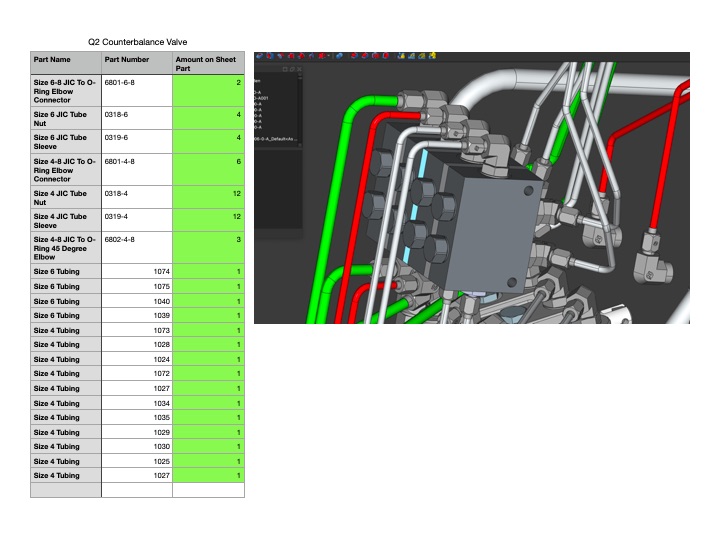 Q2 Counterbalance Valve
Part Name Part Number Amount on Sheet
Part
Size 6-8 JIC To O- 6801-6-8 2
Ring Elbow
Connector
Size 6 JIC Tube 0318-6 4
Nut
Size 6 JIC Tube 0319-6 4
Sleeve
Size 4-8 JIC To O- 6801-4-8 6
Ring Elbow
Connector
Size 4 JIC Tube 0318-4 12
Nut
Size 4 JIC Tube 0319-4 12
Sleeve
Size 4-8 JIC To O- 6802-4-8 3
Ring 45 Degree
Elbow
Size 6 Tubing 1074 1
Size 6 Tubing 1075 1
Size 6 Tubing 1040 1
Size 6 Tubing 1039 1
Size 4 Tubing 1073 1
Size 4 Tubing 1028 1
Size 4 Tubing 1024 1
Size 4 Tubing 1072 1
Size 4 Tubing 1027 1
Size 4 Tubing 1034 1
Size 4 Tubing 1035 1
Size 4 Tubing 1029 1
Size 4 Tubing 1030 1
Size 4 Tubing 1025 1
Size 4 Tubing 1027 1